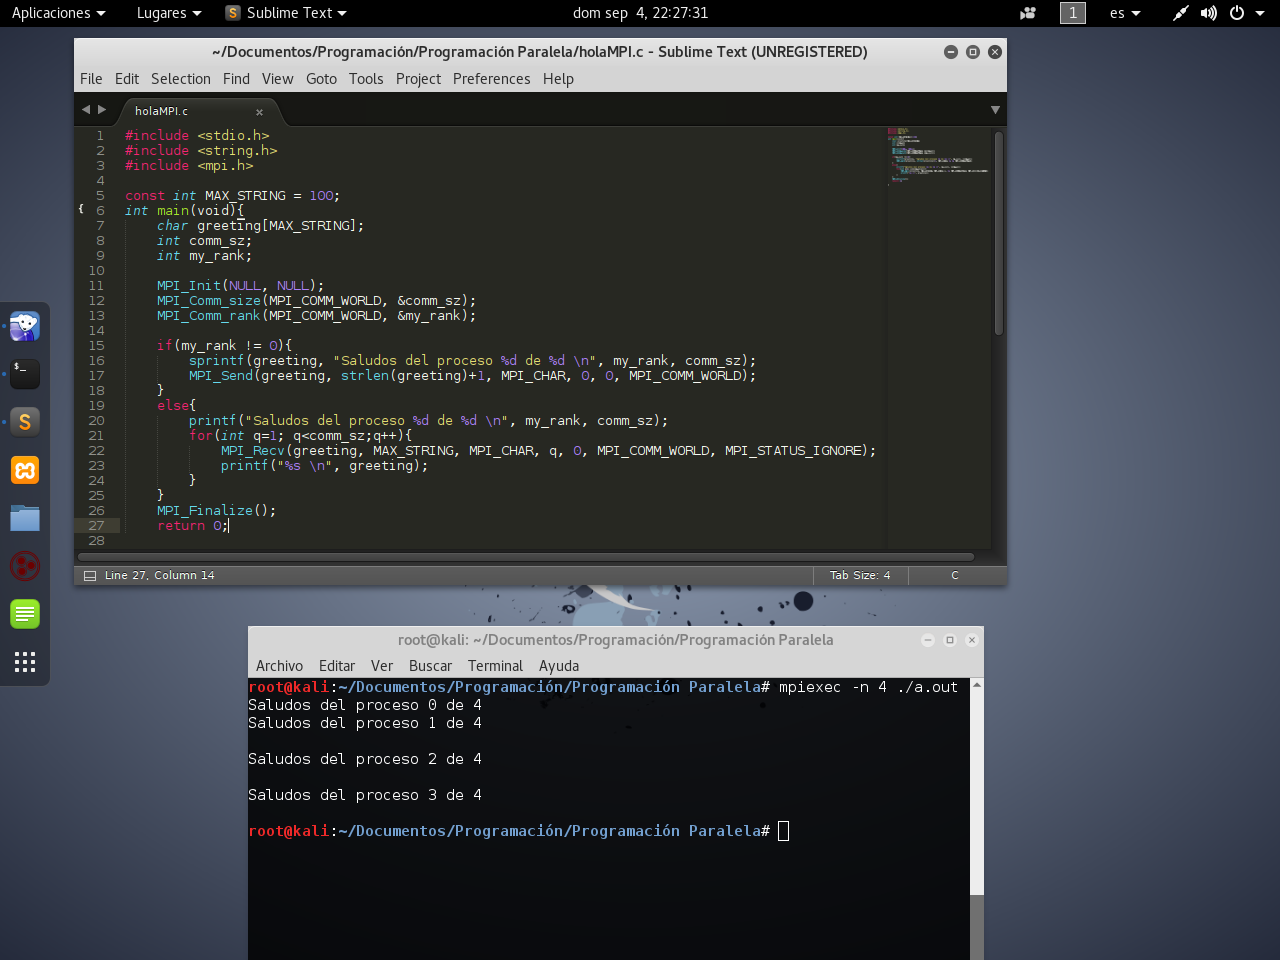 Aplicaciones Lugares Sublime Text dom sep 4, 22:27:31 1 es
~/Documentos/Programación/Programación Paralela/holaMPI.c - Sublime Text (UNREGISTERED)
File Edit Selection Find View Goto Tools Project Preferences Help
holaMPI.c
1 #include <stdio.h>
2 #include <string.h>
3 #include <mpi.h>
4
5 const int MAX_STRING = 100;
{ 6 int main(void){
7 char greeting[MAX_STRING];
8 int comm_sz;
9 int my_rank;
10
11 MPI_Init(NULL, NULL);
12 MPI_Comm_size(MPI_COMM_WORLD, &comm_sz);
13 MPI_Comm_rank(MPI_COMM_WORLD, &my_rank);
14
15 if(my_rank != 0){
16 sprintf(greeting, "Saludos del proceso %d de %d \n", my_rank, comm_sz);
17 MPI_Send(greeting, strlen(greeting)+1, MPI_CHAR, 0, 0, MPI_COMM_WORLD);
18 }
19 else{
20 printf("Saludos del proceso %d de %d \n", my_rank, comm_sz);
21 for(int q=1; q<comm_sz;q++){
22 MPI_Recv(greeting, MAX_STRING, MPI_CHAR, q, 0, MPI_COMM_WORLD, MPI_STATUS_IGNORE);
23 printf("%s \n", greeting);
24 }
25 }
26 MPI_Finalize();
27 return 0;
28
Line 27, Column 14 Tab Size: 4 C
root@kali: ~/Documentos/Programación/Programación Paralela
Archivo Editar Ver Buscar Terminal Ayuda
root@kali:~/Documentos/Programación/Programación Paralela# mpiexec -n 4 ./a.out
Saludos del proceso 0 de 4
Saludos del proceso 1 de 4
Saludos del proceso 2 de 4
Saludos del proceso 3 de 4
root@kali:~/Documentos/Programación/Programación Paralela#